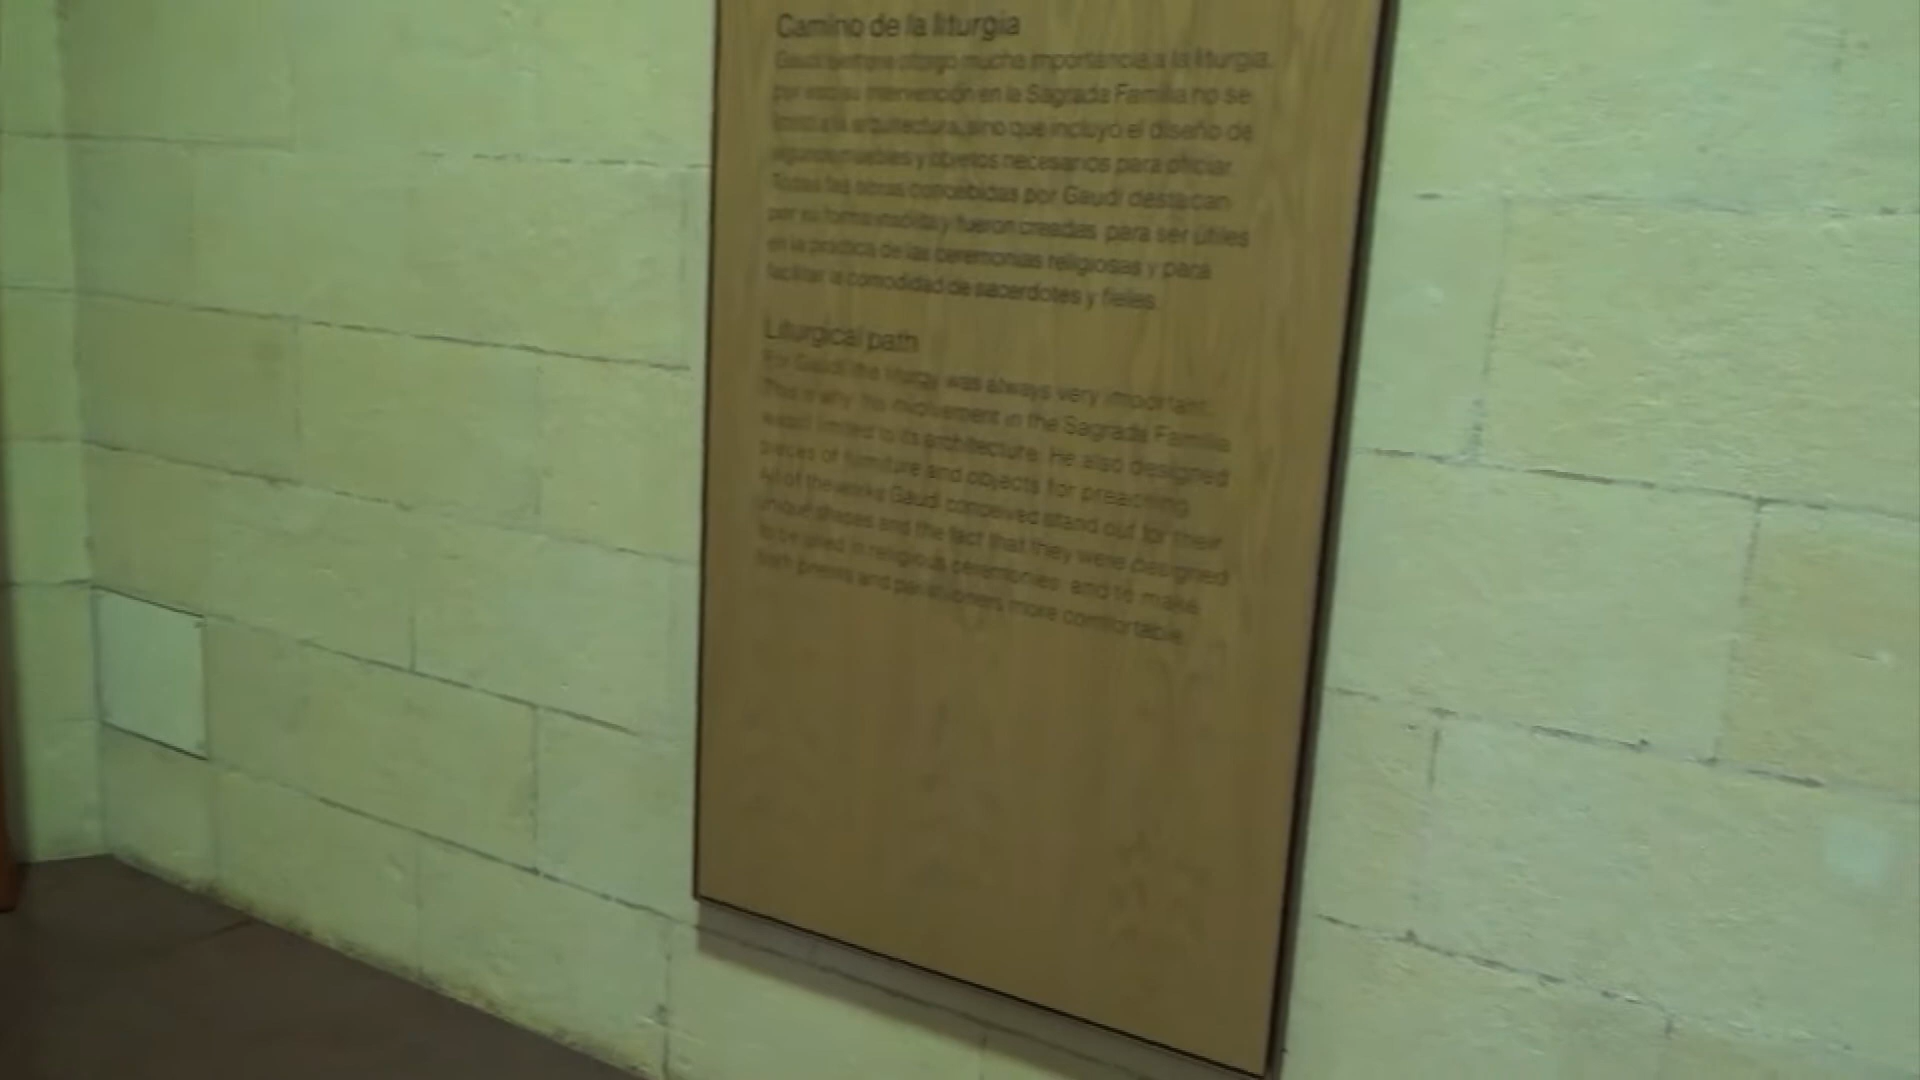 Camino de la liturgia
Gaudí siempre otorgó mucha importancia a la liturgia,
por eso su intervención en la Sagrada Familia no se
limitó a la arquitectura, sino que incluyó el diseño de
algunos muebles y objetos necesarios para oficiar.
Todas las obras concebidas por Gaudí destacan
por su forma insólita y fueron creadas para ser útiles
en la práctica de las ceremonias religiosas y para
facilitar la comodidad de sacerdotes y fieles.
Liturgical path
For Gaudí the liturgy was always very important.
This is why his involvement in the Sagrada Familia
wasn't limited to its architecture. He also designed
pieces of furniture and objects for preaching.
All of the works Gaudí conceived stand out for their
unique shapes and the fact that they were designed
to be used in religious ceremonies and to make
both priests and parishioners more comfortable.